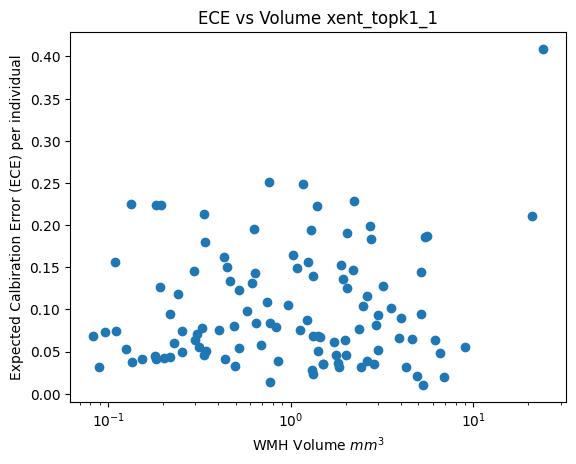 ECE vs Volume xent_topk1_1
Expected Calbiration Error (ECE) per individual
0.40
0.35
0.30
0.25
0.20
0.15
0.10
0.05
0.00
10⁻¹ 10⁰ 10¹
WMH Volume mm³